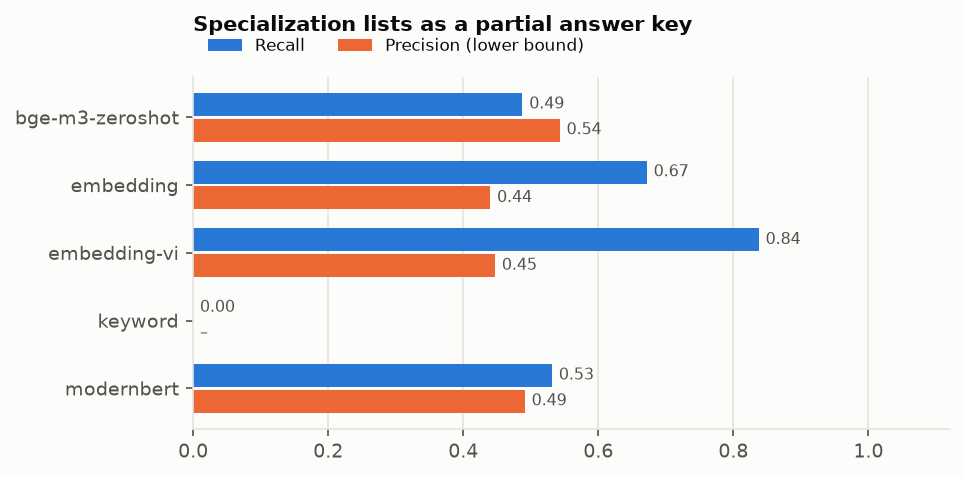 Specialization lists as a partial answer key
Recall Precision (lower bound)
bge-m3-zeroshot
0.49
0.54
embedding
0.67
0.44
embedding-vi
0.84
0.45
keyword
0.00
–
modernbert
0.53
0.49
0.0 0.2 0.4 0.6 0.8 1.0